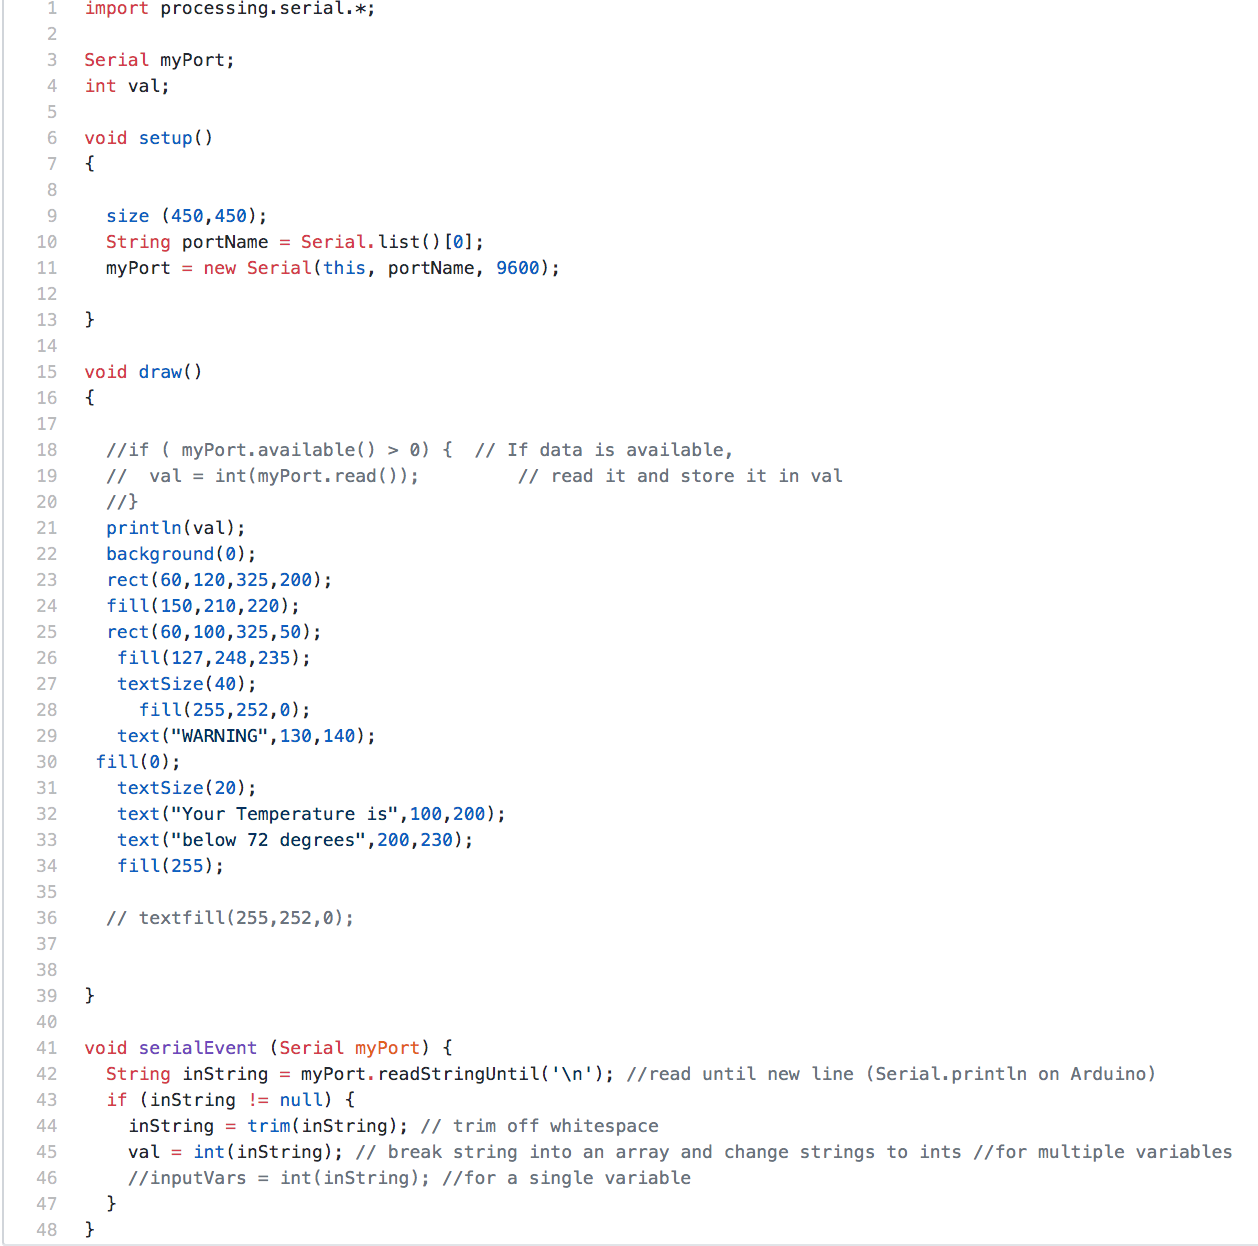 1 import processing.serial.*;
2
3 Serial myPort;
4 int val;
5
6 void setup()
7 {
8
9 size (450,450);
10 String portName = Serial.list()[0];
11 myPort = new Serial(this, portName, 9600);
12
13 }
14
15 void draw()
16 {
17
18 //if ( myPort.available() > 0) {  // If data is available,
19 //  val = int(myPort.read());         // read it and store it in val
20 //}
21 println(val);
22 background(0);
23 rect(60,120,325,200);
24 fill(150,210,220);
25 rect(60,100,325,50);
26 fill(127,248,235);
27 textSize(40);
28 fill(255,252,0);
29 text("WARNING",130,140);
30 fill(0);
31 textSize(20);
32 text("Your Temperature is",100,200);
33 text("below 72 degrees",200,230);
34 fill(255);
35
36 // textfill(255,252,0);
37
38
39 }
40
41 void serialEvent (Serial myPort) {
42 String inString = myPort.readStringUntil('\n'); //read until new line (Serial.println on Arduino)
43 if (inString != null) {
44 inString = trim(inString); // trim off whitespace
45 val = int(inString); // break string into an array and change strings to ints //for multiple variables
46 //inputVars = int(inString); //for a single variable
47 }
48 }